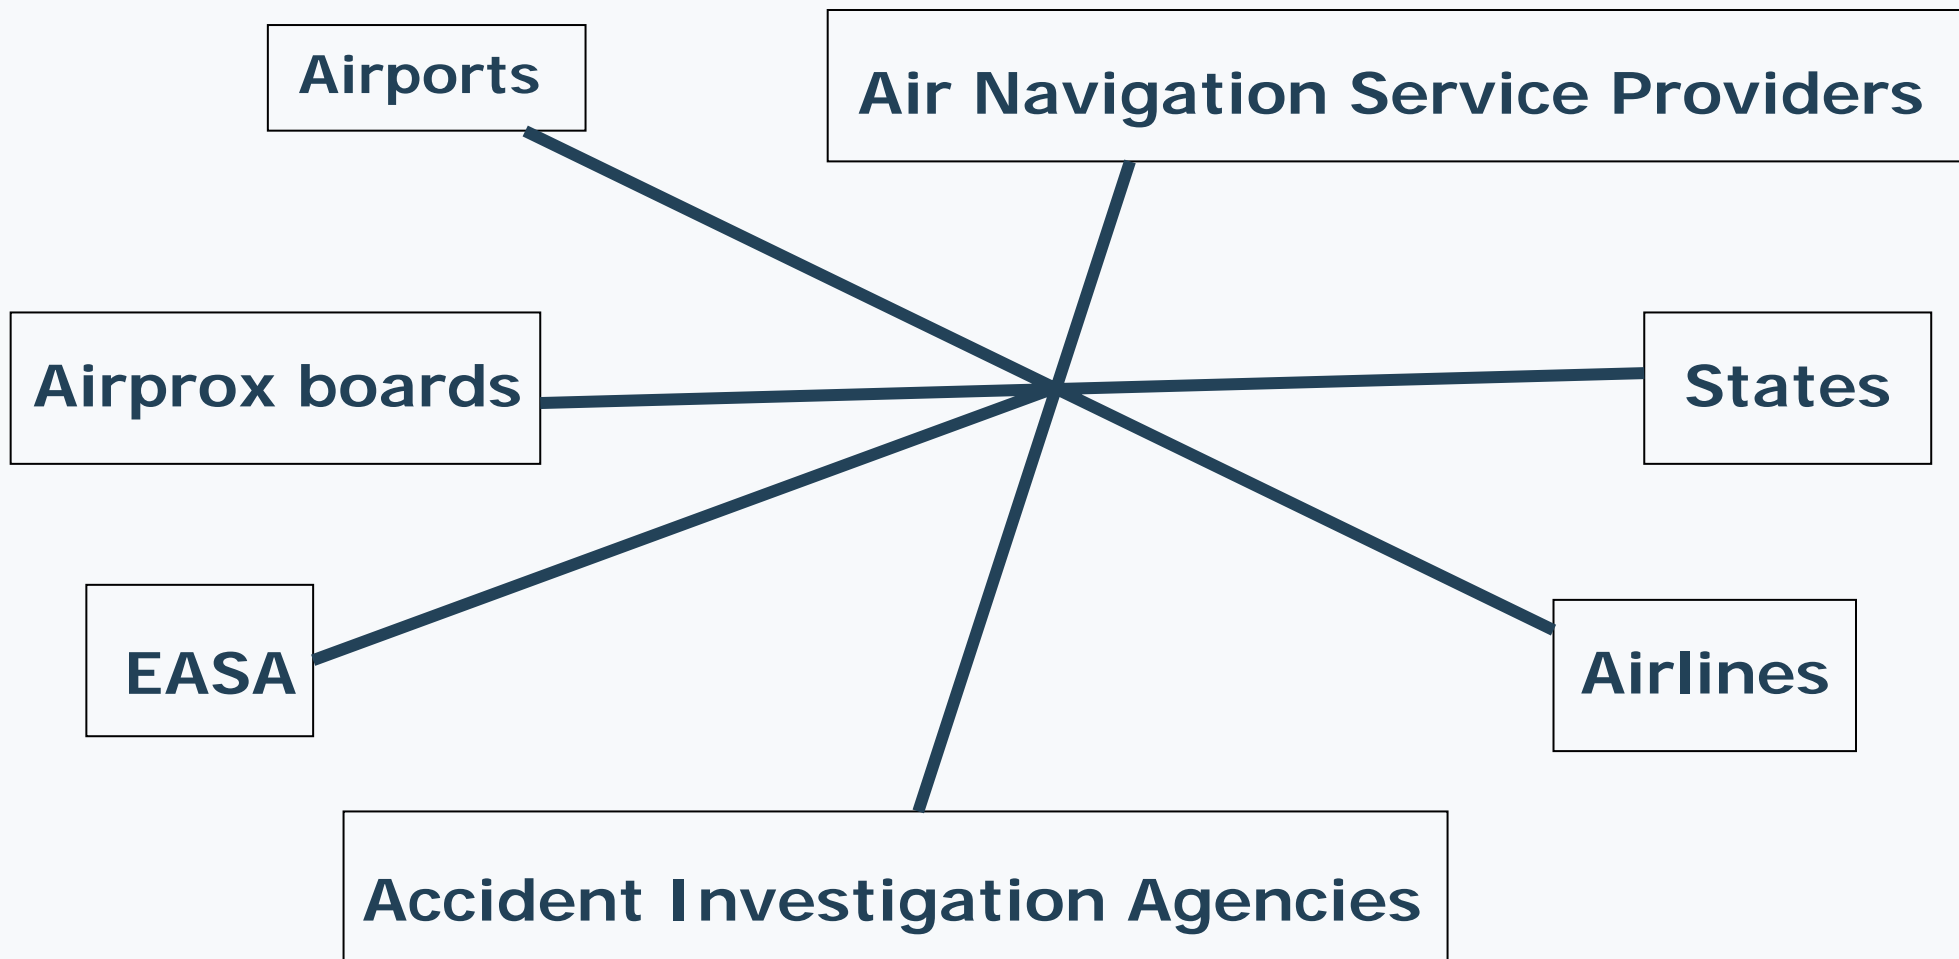 Airports
Air Navigation Service Providers
Airprox boards
States
EASA
Airlines
Accident Investigation Agencies